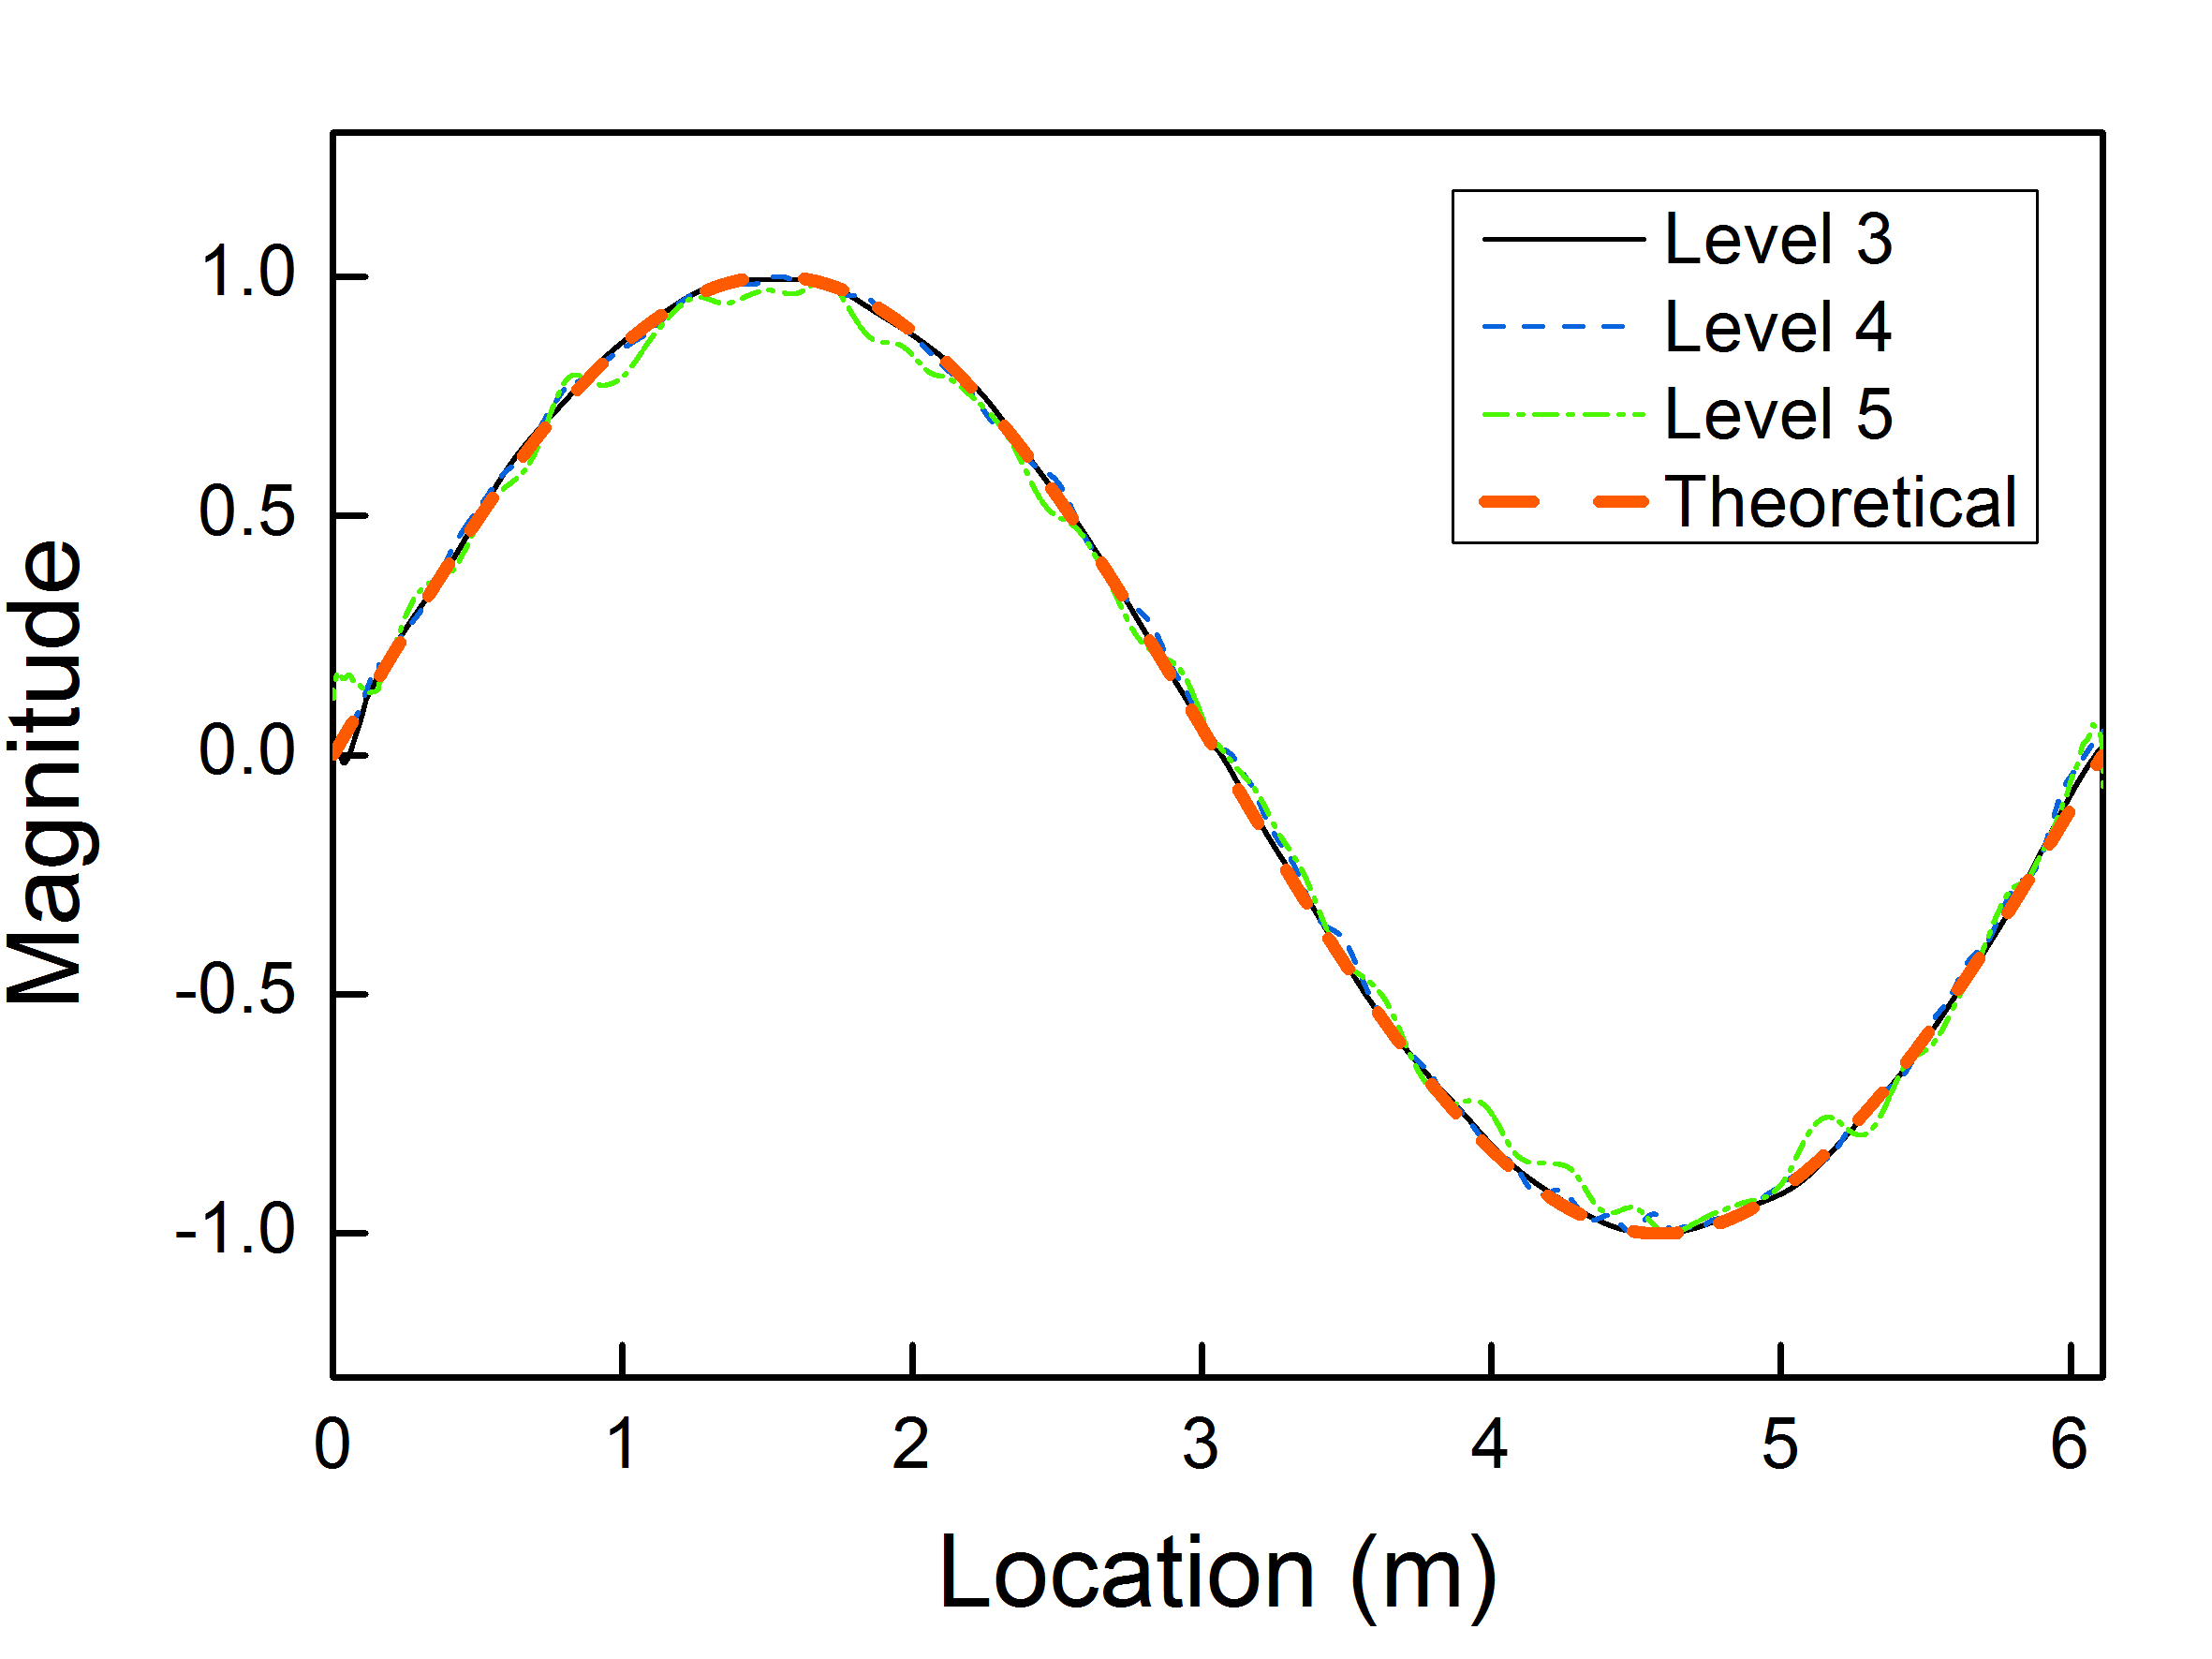 Level 3
Level 4
Level 5
Theoretical
1.0
0.5
0.0
-0.5
-1.0
Magnitude
0 1 2 3 4 5 6
Location (m)